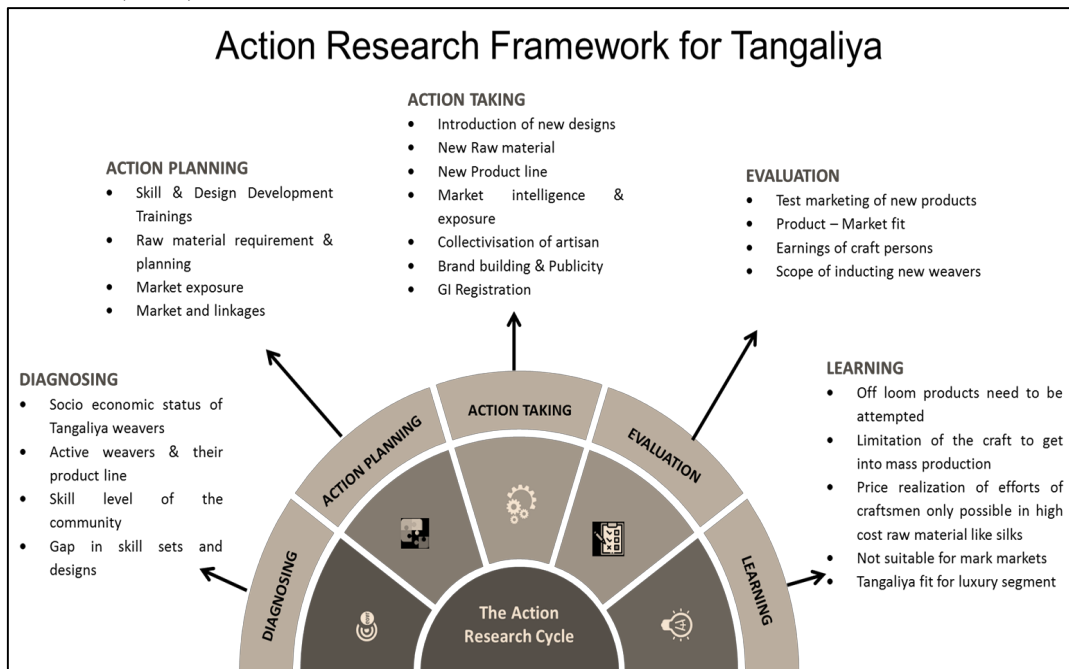 Action Research Framework for Tangaliya
DIAGNOSING
• Socio economic status of
Tangaliya weavers
• Active weavers & their
product line
• Skill level of the
community
• Gap in skill sets and
designs
ACTION PLANNING
• Skill & Design Development
Trainings
• Raw material requirement &
planning
• Market exposure
• Market and linkages
ACTION TAKING
• Introduction of new designs
• New Raw material
• New Product line
• Market intelligence &
exposure
• Collectivisation of artisan
• Brand building & Publicity
• GI Registration
EVALUATION
• Test marketing of new products
• Product – Market fit
• Earnings of craft persons
• Scope of inducting new weavers
LEARNING
• Off loom products need to be
attempted
• Limitation of the craft to get
into mass production
• Price realization of efforts of
craftsmen only possible in high
cost raw material like silks
• Not suitable for mark markets
• Tangaliya fit for luxury segment
DIAGNOSING
ACTION PLANNING
ACTION TAKING
EVALUATION
LEARNING
The Action
Research Cycle